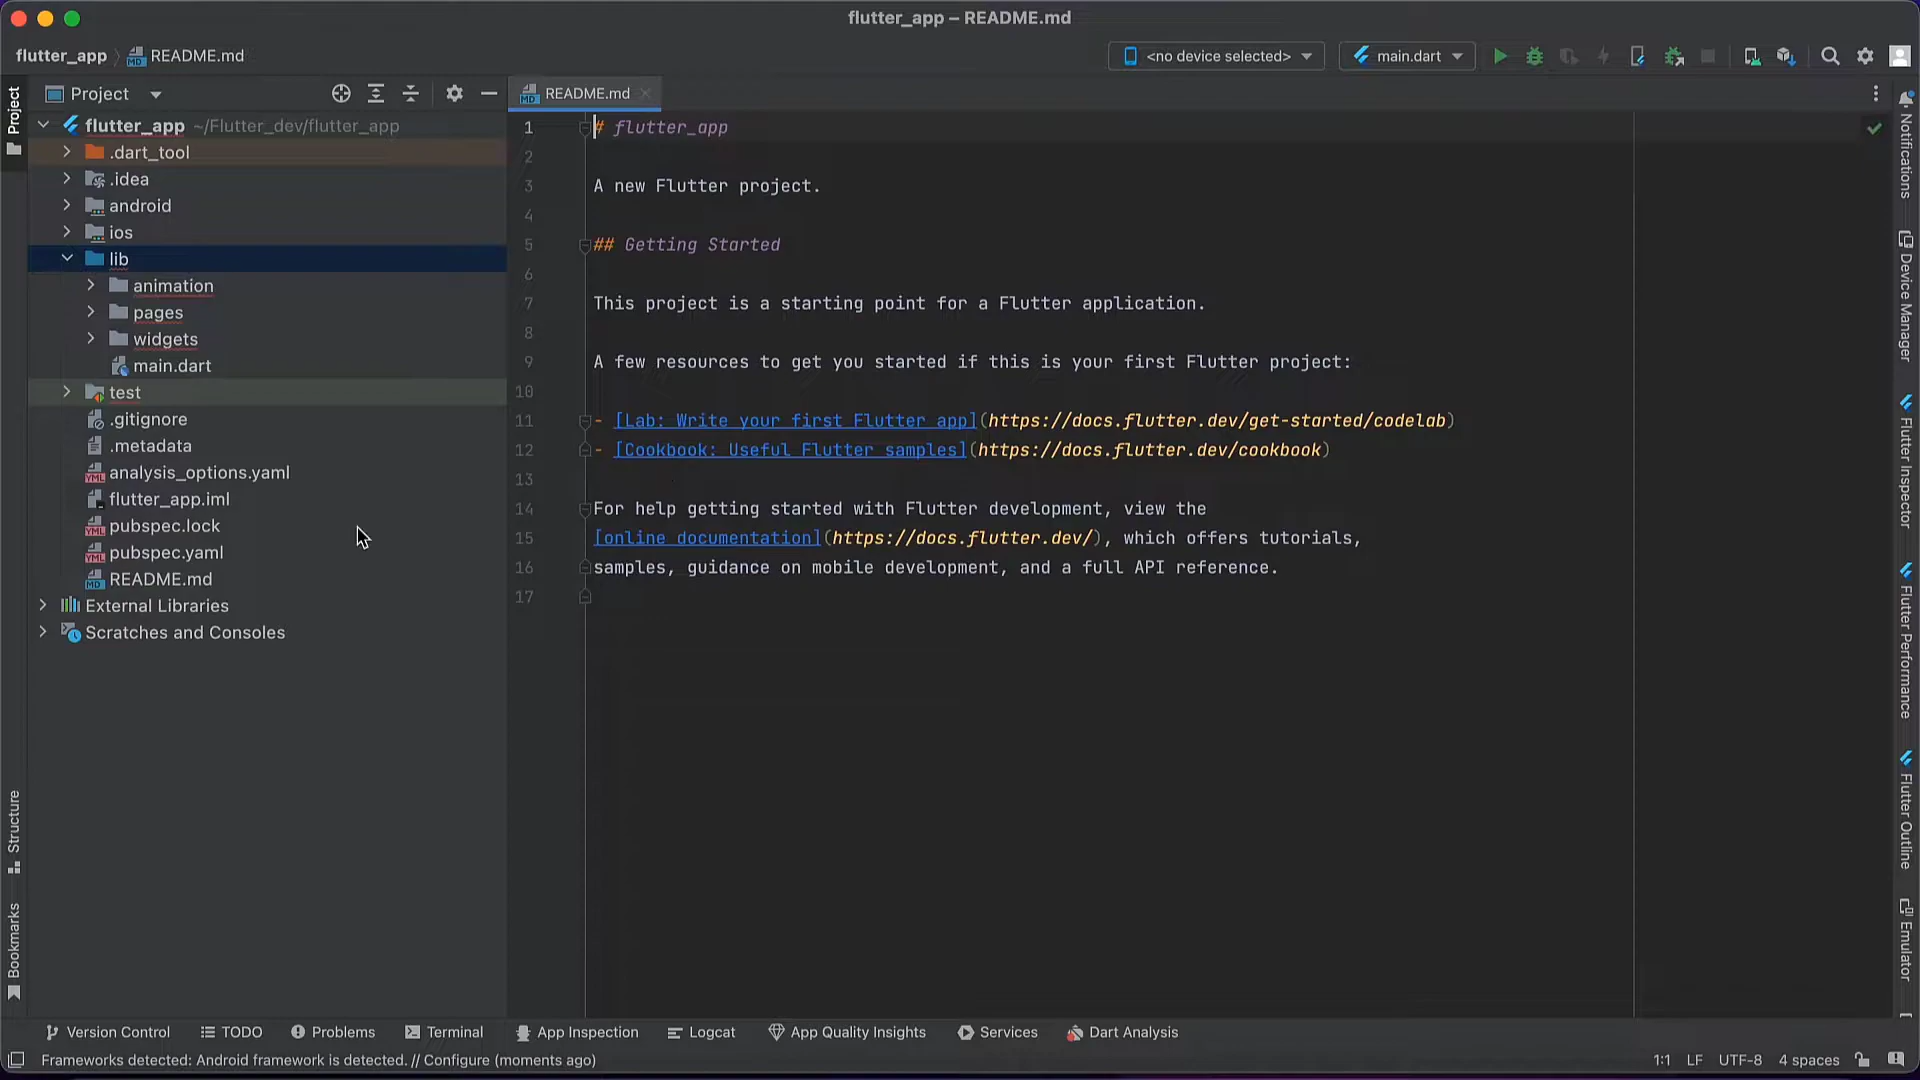 flutter_app – README.md
flutter_app
README.md
<no device selected>
main.dart
Project
Project
flutter_app ~/Flutter_dev/flutter_app
.dart_tool
.idea
android
ios
lib
animation
pages
widgets
main.dart
test
.gitignore
.metadata
analysis_options.yaml
flutter_app.iml
pubspec.lock
pubspec.yaml
README.md
External Libraries
Scratches and Consoles
Structure
Bookmarks
README.md
1 # flutter_app
2
3 A new Flutter project.
4
5 ## Getting Started
6
7 This project is a starting point for a Flutter application.
8
9 A few resources to get you started if this is your first Flutter project:
10
11 - [Lab: Write your first Flutter app](https://docs.flutter.dev/get-started/codelab)
12 - [Cookbook: Useful Flutter samples](https://docs.flutter.dev/cookbook)
13
14 For help getting started with Flutter development, view the
15 [online documentation](https://docs.flutter.dev/), which offers tutorials,
16 samples, guidance on mobile development, and a full API reference.
17
Notifications
Device Manager
Flutter Inspector
Flutter Performance
Flutter Outline
Emulator
Version Control
TODO
Problems
Terminal
App Inspection
Logcat
App Quality Insights
Services
Dart Analysis
Frameworks detected: Android framework is detected. // Configure (moments ago)
1:1 LF UTF-8 4 spaces